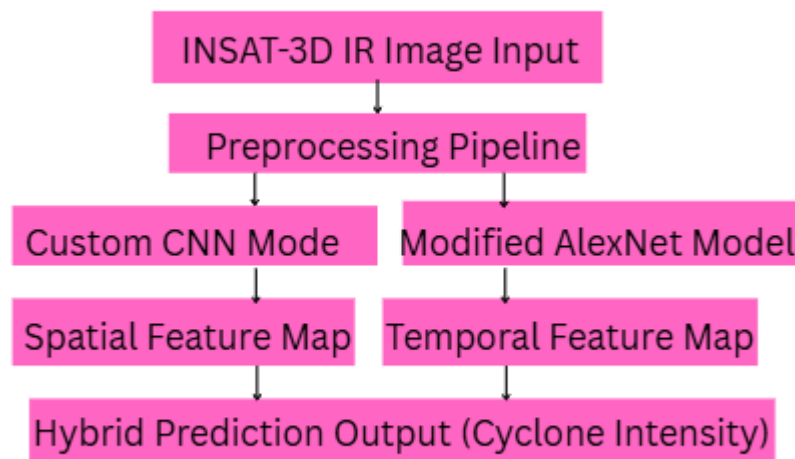 INSAT-3D IR Image Input
Preprocessing Pipeline
Custom CNN Mode
Modified AlexNet Model
Spatial Feature Map
Temporal Feature Map
Hybrid Prediction Output (Cyclone Intensity)